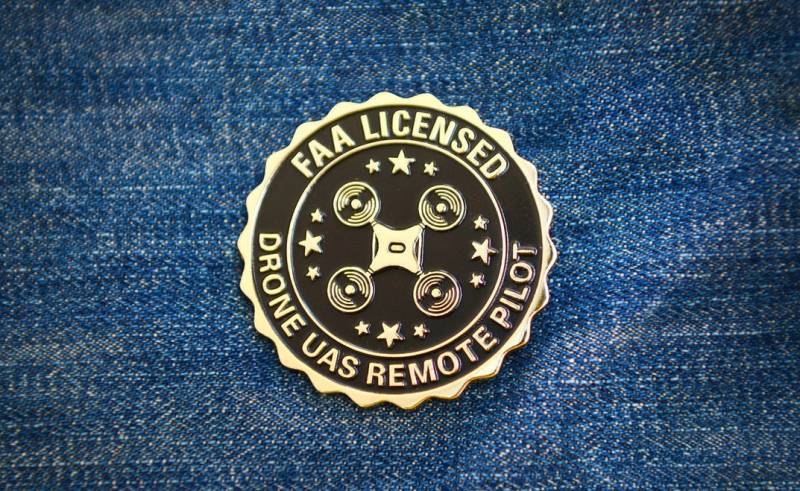 FAA LICENSED
DRONE UAS REMOTE PILOT